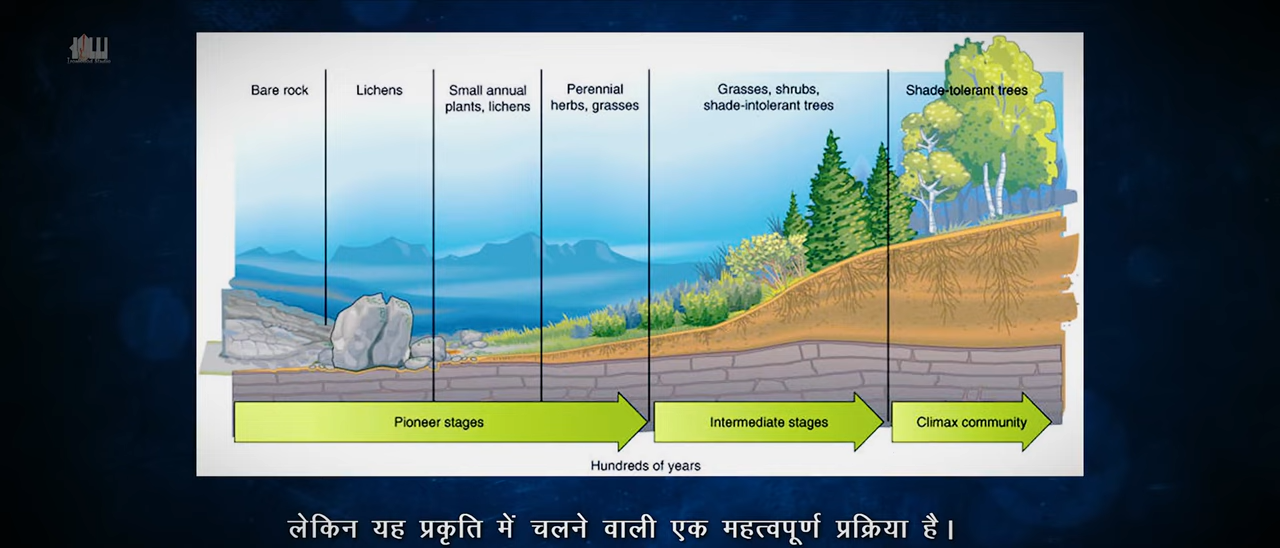 Bare rock
Lichens
Small annual
plants, lichens
Perennial
herbs, grasses
Grasses, shrubs,
shade-intolerant trees
Shade-tolerant trees
Pioneer stages
Intermediate stages
Climax community
Hundreds of years
लेकिन यह प्रकृति में चलने वाली एक महत्वपूर्ण प्रक्रिया है।